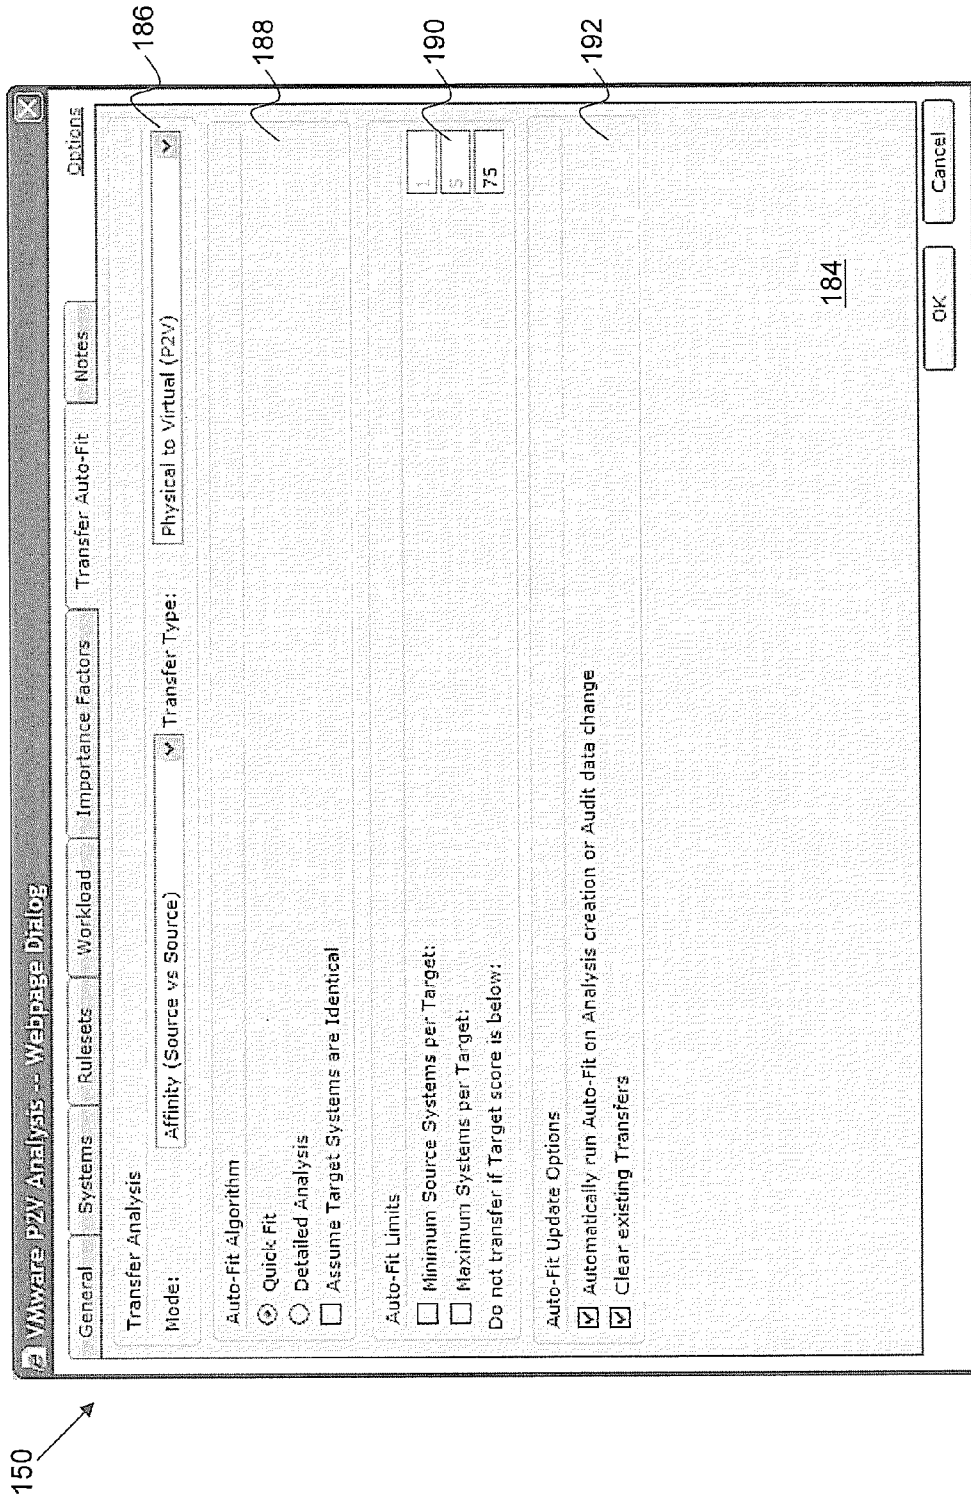 150
VMware P2V Analysis -- Webpage Dialog
Options
General Systems Rulesets Workload Importance Factors Transfer Auto-Fit Notes
Transfer Analysis
Mode: Affinity (Source vs Source) Transfer Type: Physical to Virtual (P2V)
186
Auto-Fit Algorithm
Quick Fit
Detailed Analysis
Assume Target Systems are Identical
188
Auto-Fit Limits
Minimum Source Systems per Target: 1
Maximum Systems per Target: 5
Do not transfer if Target score is below: 75
190
Auto-Fit Update Options
Automatically run Auto-Fit on Analysis creation or Audit data change
Clear existing Transfers
192
184
OK Cancel